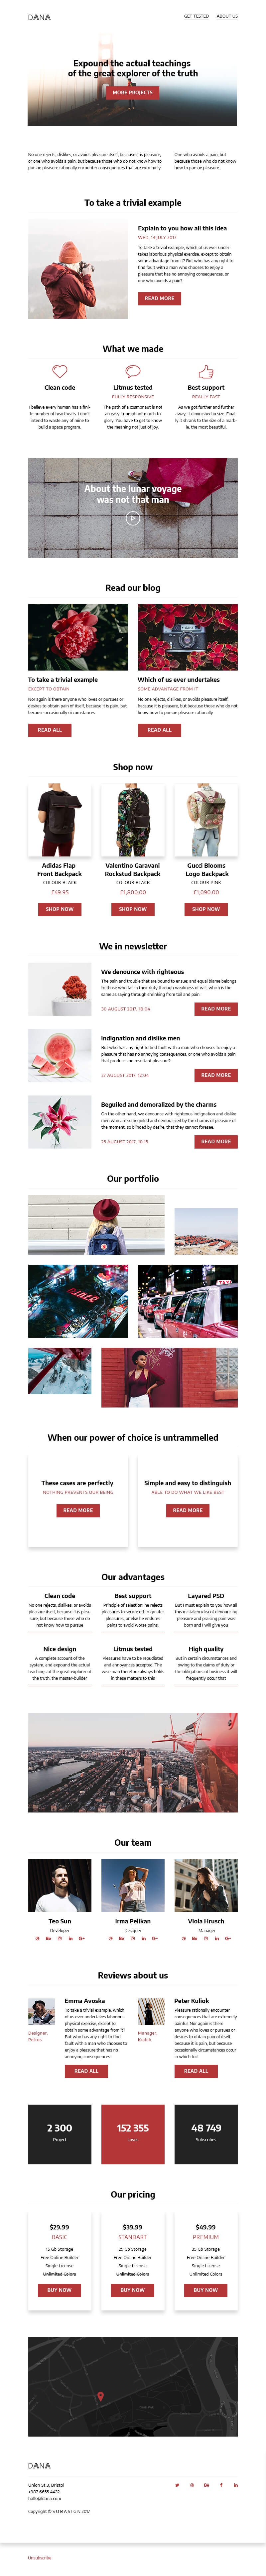 DANA
GET TESTED ABOUT US
Expound the actual teachings
of the great explorer of the truth
MORE PROJECTS
No one rejects, dislikes, or avoids pleasure itself, because it is pleasure,
or one who avoids pain, but because those who do not know how to
pursue pleasure rationally encounter consequences that are extremely
One who avoids a pain, but
because those who do not know
how to pursue pleasure.
To take a trivial example
Explain to you how all this idea
WED, 13 JULY 2017
To take a trivial example, which of us ever under-
takes laborious physical exercise, except to obtain
some advantage from it? But who has any right to
find fault with a man who chooses to enjoy a
pleasure that has no annoying consequences, or
one who avoids a pain?
READ MORE
What we made
Clean code
I believe every human has a fini-
te number of heartbeats. I don't
intend to waste any of mine to
build a space program.
Litmus tested
FULLY RESPONSIVE
The path of a cosmonaut is not
an easy, triumphant march to
glory. You have to get to know
the meaning not just of joy.
Best support
REALLY FAST
As we got further and further
away, it diminished in size. Final-
ly it shrank to the size of a marb-
le, the most beautiful.
About the lunar voyage
was not that man
Read our blog
To take a trivial example
EXCEPT TO OBTAIN
Nor again is there anyone who loves or pursues or
desires to obtain pain of itself, because it is pain, but
because occasionally circumstances.
READ ALL
Which of us ever undertakes
SOME ADVANTAGE FROM IT
No one rejects, dislikes, or avoids pleasure itself,
because it is pleasure, but because those who do not
know how to pursue pleasure rationally
READ ALL
Shop now
Adidas Flap
Front Backpack
COLOUR BLACK
£49.95
SHOP NOW
Valentino Garavani
Rockstud Backpack
COLOUR BLACK
£1,800.00
SHOP NOW
Gucci Blooms
Logo Backpack
COLOUR PINK
£1,090.00
SHOP NOW
We in newsletter
We denounce with righteous
The pain and trouble that are bound to ensue; and equal blame belongs
to those who fail in their duty through weakness of will, which is the
same as saying through shrinking from toil and pain.
30 AUGUST 2017, 18:04
READ MORE
Indignation and dislike men
But who has any right to find fault with a man who chooses to enjoy a
pleasure that has no annoying consequences, or one who avoids a pain
that produces no resultant pleasure?
27 AUGUST 2017, 12:04
READ MORE
Beguiled and demoralized by the charms
On the other hand, we denounce with righteous indignation and dislike
men who are so beguiled and demoralized by the charms of pleasure of
the moment, so blinded by desire, that they cannot foresee.
25 AUGUST 2017, 10:15
READ MORE
Our portfolio
TAXI
When our power of choice is untrammelled
These cases are perfectly
NOTHING PREVENTS OUR BEING
READ MORE
Simple and easy to distinguish
ABLE TO DO WHAT WE LIKE BEST
READ MORE
Our advantages
Clean code
No one rejects, dislikes, or avoids
pleasure itself, because it is plea-
sure, but because those who do
not know how to pursue
Best support
Principle of selection: he rejects
pleasures to secure other greater
pleasures, or else he endures
pains to avoid worse pains
Layared PSD
But I must explain to you how all
this mistaken idea of denouncing
pleasure and praising pain was
born and I will give you
Nice design
A complete account of the
system, and expound the actual
teachings of the great explorer of
the truth, the master-builder
Litmus tested
Pleasures have to be repudiated
and annoyances accepted. The
wise man therefore always holds
in these matters to this
High quality
But in certain circumstances and
owing to the claims of duty or
the obligations of business it will
frequently occur that
Our team
Teo Sun
Developer
Irma Pelikan
Designer
Viola Hrusch
Manager
Reviews about us
Designer,
Petros
Emma Avoska
To take a trivial example, which
of us ever undertakes laborious
physical exercise, except to
obtain some advantage from it?
But who has any right to find
fault with a man who chooses to
enjoy a pleasure that has no
annoying consequences.
READ ALL
Manager,
Peter Kuliok
Pleasure rationally encounter
consequences that are extremely
painful. Nor again is there
anyone who loves or pursues or
desires to obtain pain of itself,
because it is pain, but because
occasionally circumstances occur
in which toil.
READ ALL
2 300
Project
152 355
Lovers
48 749
Subscribes
Our pricing
$29.99
BASIC
15 Gb Storage
Free Online Builder
Single License
Unlimited Colors
BUY NOW
$39.99
STANDART
25 Gb Storage
Free Online Builder
Single License
Unlimited Colors
BUY NOW
$49.99
PREMIUM
35 Gb Storage
Free Online Builder
Single License
Unlimited Colors
BUY NOW
DANA
Union St 3, Bristol
+987 6655 4432
hello@dana.com
Copyright © S O B A S I G N 2017
Unsubscribe